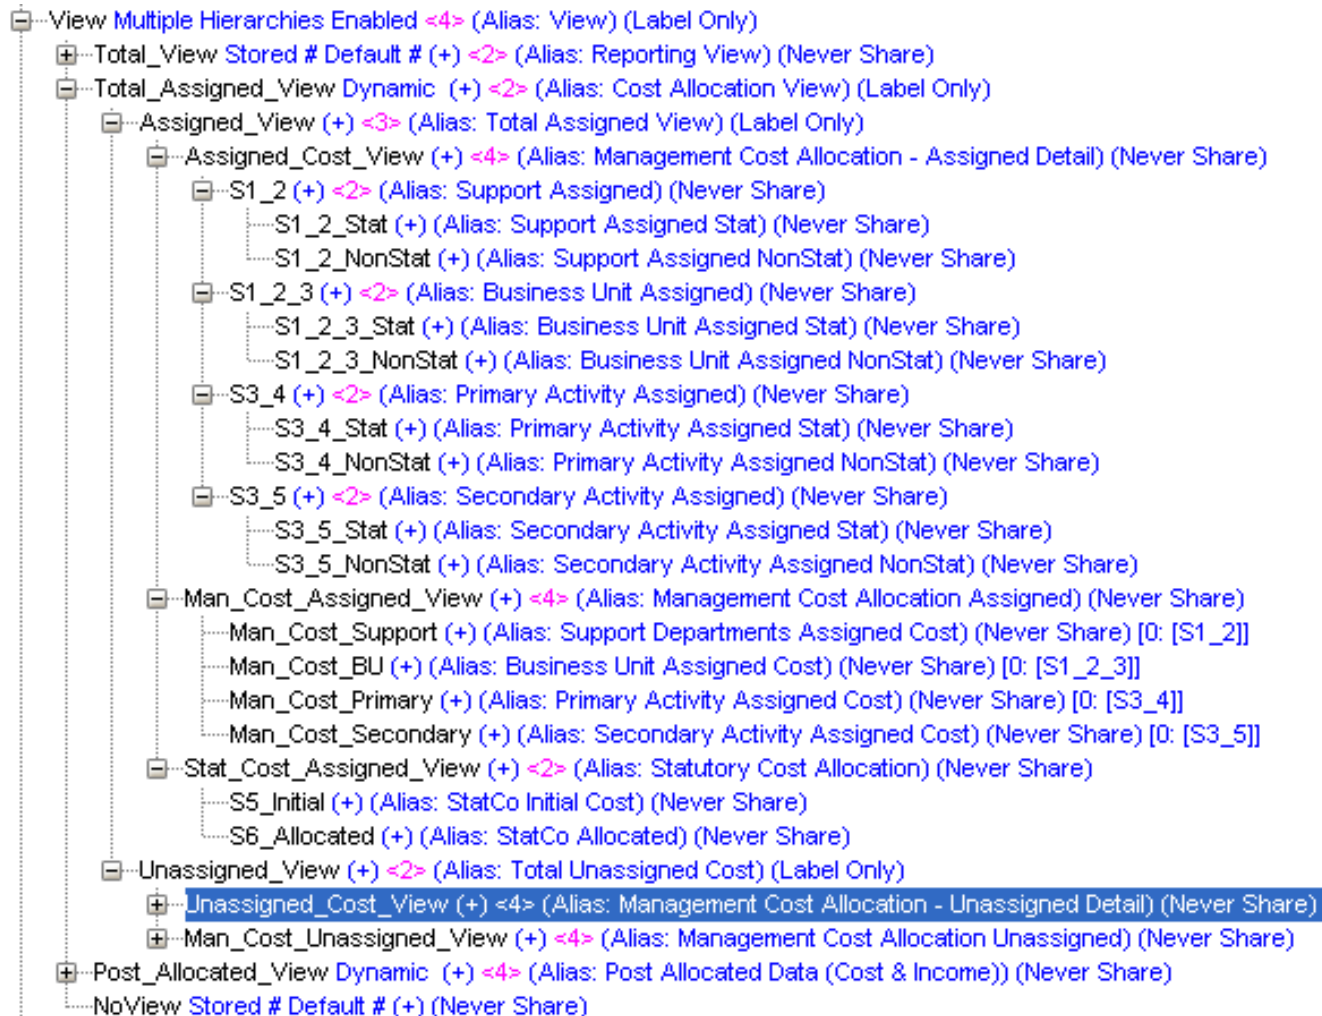 View Multiple Hierarchies Enabled <4> (Alias: View) (Label Only)
Total_View Stored # Default # (+) <2> (Alias: Reporting View) (Never Share)
Total_Assigned_View Dynamic (+) <2> (Alias: Cost Allocation View) (Label Only)
Assigned_View (+) <3> (Alias: Total Assigned View) (Label Only)
Assigned_Cost_View (+) <4> (Alias: Management Cost Allocation - Assigned Detail) (Never Share)
S1_2 (+) <2> (Alias: Support Assigned) (Never Share)
S1_2_Stat (+) (Alias: Support Assigned Stat) (Never Share)
S1_2_NonStat (+) (Alias: Support Assigned NonStat) (Never Share)
S1_2_3 (+) <2> (Alias: Business Unit Assigned) (Never Share)
S1_2_3_Stat (+) (Alias: Business Unit Assigned Stat) (Never Share)
S1_2_3_NonStat (+) (Alias: Business Unit Assigned NonStat) (Never Share)
S3_4 (+) <2> (Alias: Primary Activity Assigned) (Never Share)
S3_4_Stat (+) (Alias: Primary Activity Assigned Stat) (Never Share)
S3_4_NonStat (+) (Alias: Primary Activity Assigned NonStat) (Never Share)
S3_5 (+) <2> (Alias: Secondary Activity Assigned) (Never Share)
S3_5_Stat (+) (Alias: Secondary Activity Assigned Stat) (Never Share)
S3_5_NonStat (+) (Alias: Secondary Activity Assigned NonStat) (Never Share)
Man_Cost_Assigned_View (+) <4> (Alias: Management Cost Allocation Assigned) (Never Share)
Man_Cost_Support (+) (Alias: Support Departments Assigned Cost) (Never Share) [0: [S1_2]]
Man_Cost_BU (+) (Alias: Business Unit Assigned Cost) (Never Share) [0: [S1_2_3]]
Man_Cost_Primary (+) (Alias: Primary Activity Assigned Cost) (Never Share) [0: [S3_4]]
Man_Cost_Secondary (+) (Alias: Secondary Activity Assigned Cost) (Never Share) [0: [S3_5]]
Stat_Cost_Assigned_View (+) <2> (Alias: Statutory Cost Allocation) (Never Share)
S5_Initial (+) (Alias: StatCo Initial Cost) (Never Share)
S6_Allocated (+) (Alias: StatCo Allocated) (Never Share)
Unassigned_View (+) <2> (Alias: Total Unassigned Cost) (Label Only)
Unassigned_Cost_View (+) <4> (Alias: Management Cost Allocation - Unassigned Detail) (Never Share)
Man_Cost_Unassigned_View (+) <4> (Alias: Management Cost Allocation Unassigned) (Never Share)
Post_Allocated_View Dynamic (+) <4> (Alias: Post Allocated Data (Cost & Income)) (Never Share)
NoView Stored # Default # (+) (Never Share)